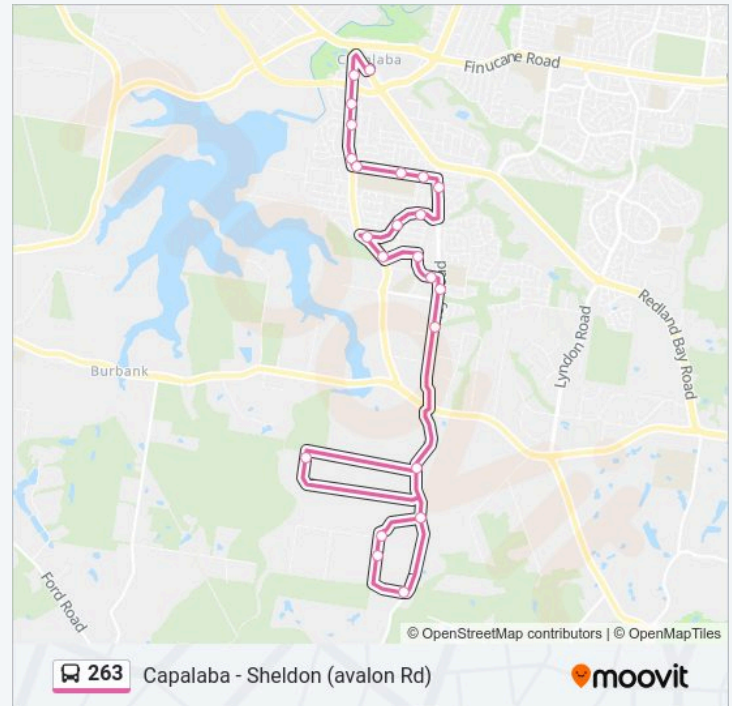 Capalaba
Finucane Road
Redland Bay Road
Lyndon Road
Burbank
Ford Road
© OpenStreetMap contributors | © OpenMapTiles
263 Capalaba - Sheldon (avalon Rd)
moovit